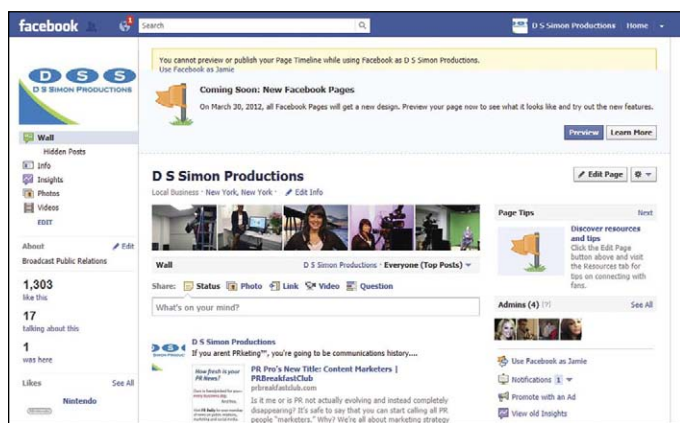 facebook
1
Search
D S Simon Productions Home
D S S
D S SIMON PRODUCTIONS
You cannot preview or publish your Page Timeline while using Facebook as D S Simon Productions.
Use Facebook as Jamie
Coming Soon: New Facebook Pages
On March 30, 2012, all Facebook Pages will get a new design. Preview your page now to see what it looks like and try out the new features.
Preview Learn More
Wall
Hidden Posts
Info
Insights
Photos
Videos
EDIT
About Edit
Broadcast Public Relations
1,303
like this
17
talking about this
1
was here
Likes See All
Nintendo
D S Simon Productions
Edit Page
Local Business · New York, New York · Edit Info
Wall D S Simon Productions · Everyone (Top Posts)
Share: Status Photo Link Video Question
What's on your mind?
D S Simon Productions
If you arent PRketing™, you're going to be communications history....
How fresh is your
PR News?
PR Pro's New Title: Content Marketers |
PRBreakfastClub
prbreakfastclub.com
Is it me or is PR not actually evolving and instead completely
disappearing? It's safe to say that you can start calling all PR
people "marketers." Why? We're all about marketing strategy
Page Tips Next
Discover resources
and tips
Click the Edit Page
button above and visit
the Resources tab for
tips on connecting with
fans.
Admins (4) [?] See All
Use Facebook as Jamie
Notifications 1
Promote with an Ad
View old Insights